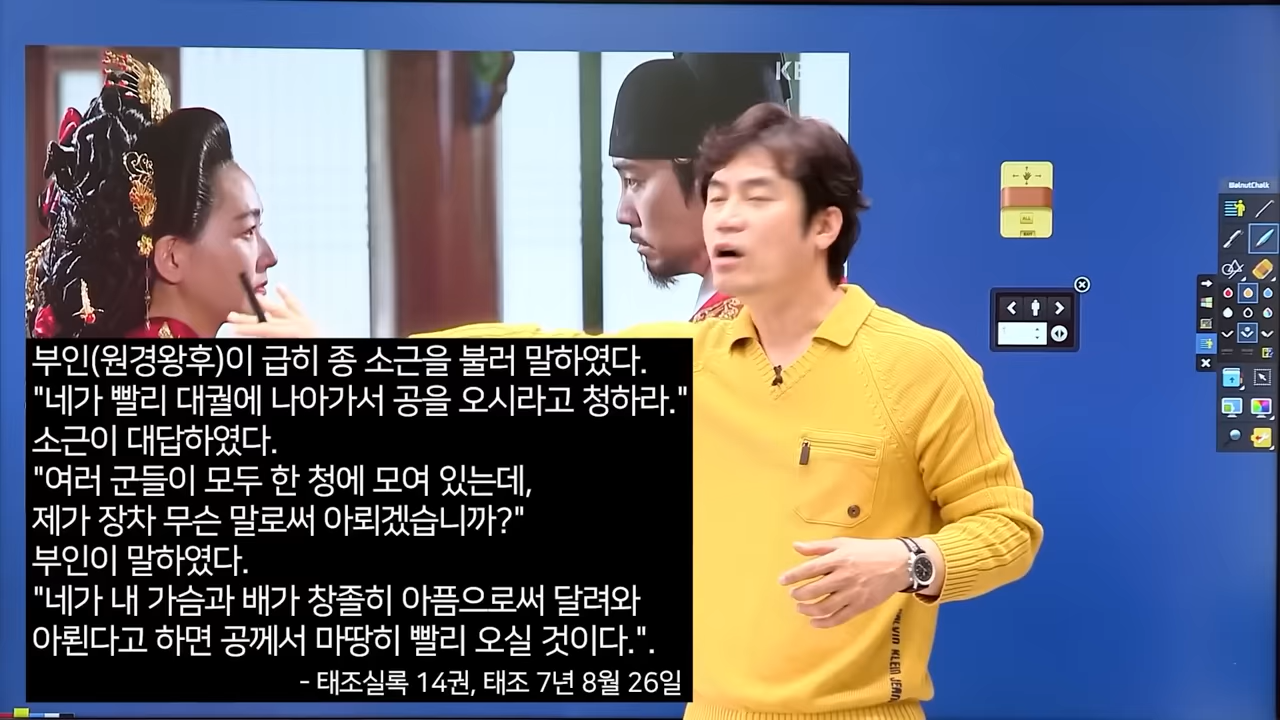 부인(원경왕후)이 급히 종 소근을 불러 말하였다.
"네가 빨리 대궐에 나아가서 공을 오시라고 청하라."
소근이 대답하였다.
"여러 군들이 모두 한 청에 모여 있는데,
제가 장차 무슨 말로써 아뢰겠습니까?"
부인이 말하였다.
"네가 내 가슴과 배가 창졸히 아픔으로써 달려와
아뢴다고 하면 공께서 마땅히 빨리 오실 것이다.".
- 태조실록 14권, 태조 7년 8월 26일
WalnutChalk
ALL
CALVIN KLEIN JEANS